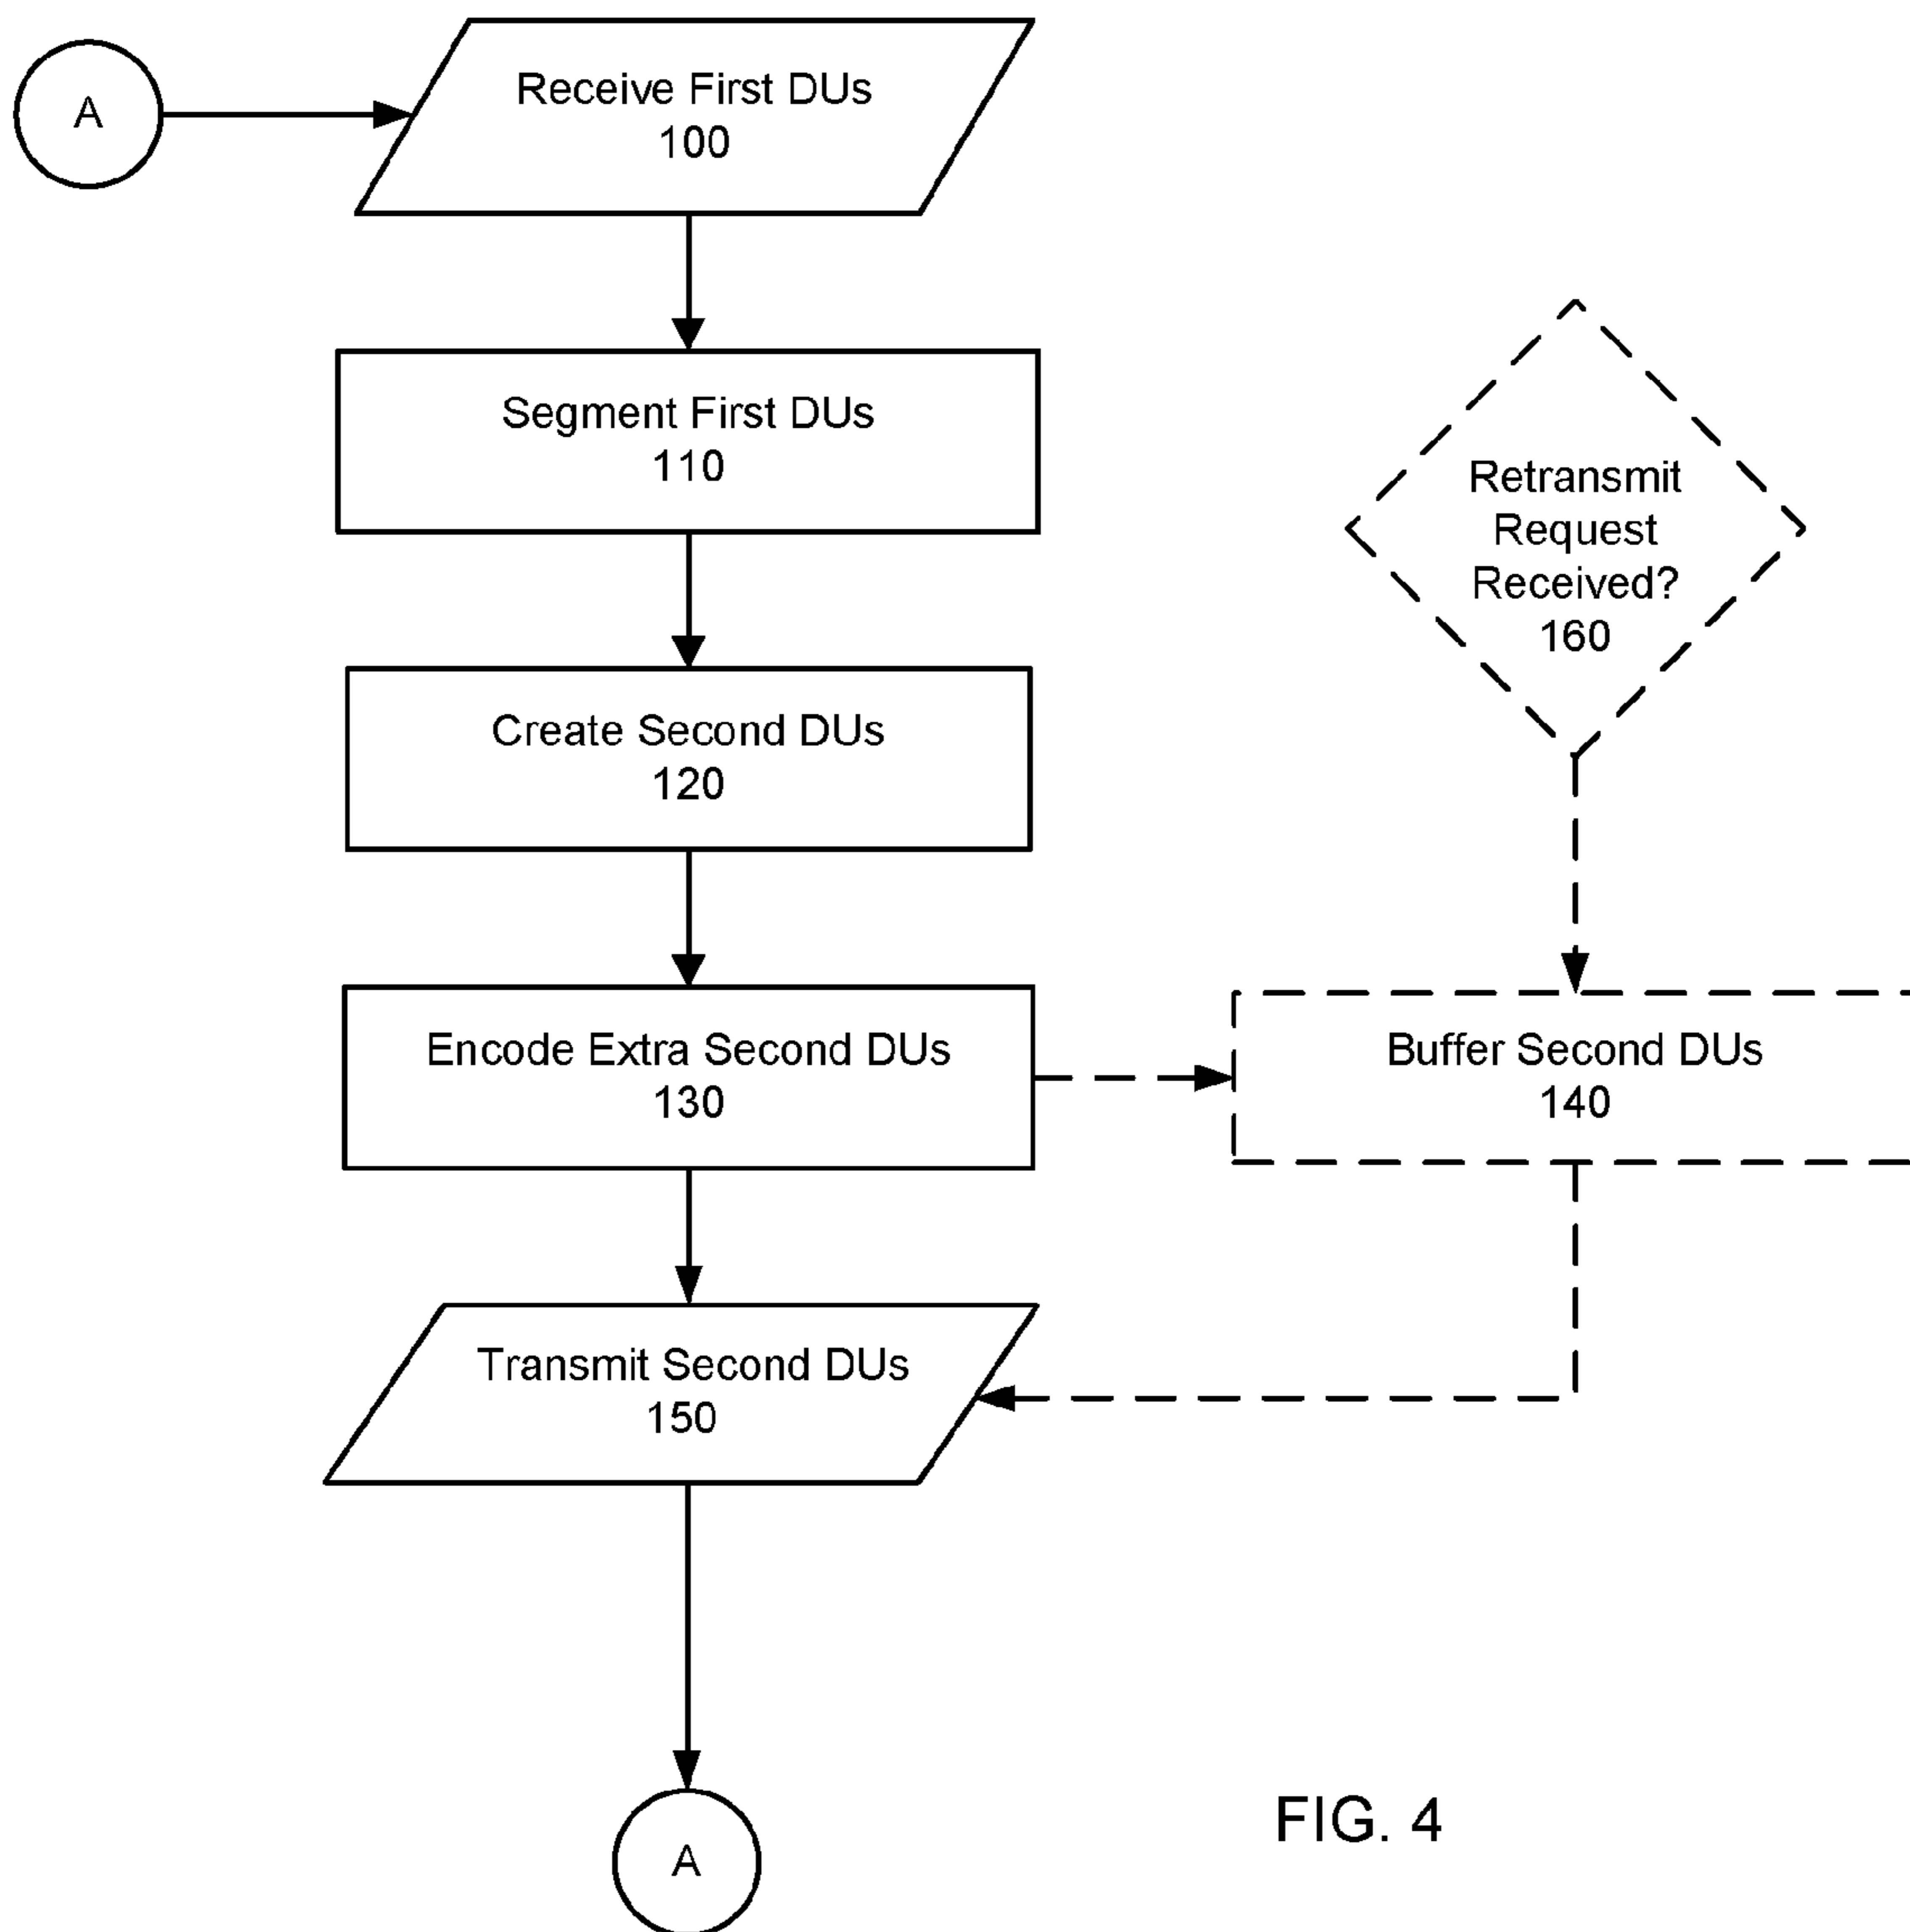 A
Receive First DUs
100
Segment First DUs
110
Retransmit
Request
Received?
160
Create Second DUs
120
Encode Extra Second DUs
130
Buffer Second DUs
140
Transmit Second DUs
150
A
FIG. 4